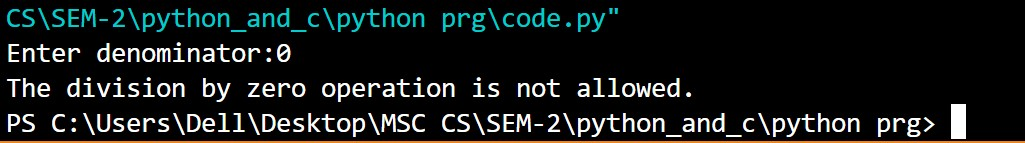 CS\SEM-2\python_and_c\python prg\code.py"
Enter denominator:0
The division by zero operation is not allowed.
PS C:\Users\Dell\Desktop\MSC CS\SEM-2\python_and_c\python prg>